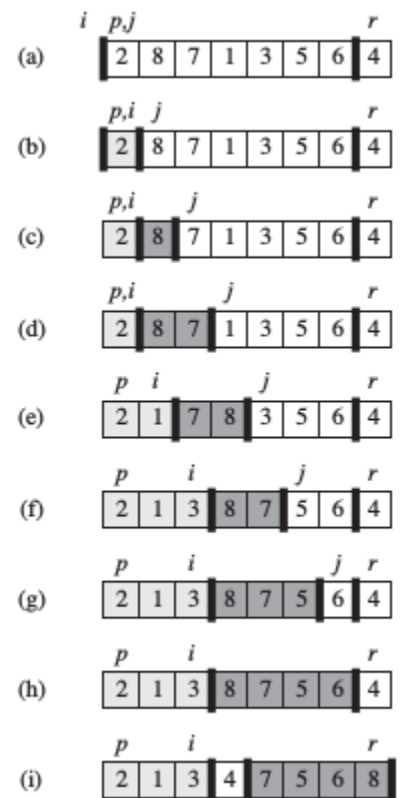 i p,j r
(a) 2 8 7 1 3 5 6 4
p,i j r
(b) 2 8 7 1 3 5 6 4
p,i j r
(c) 2 8 7 1 3 5 6 4
p,i j r
(d) 2 8 7 1 3 5 6 4
p i j r
(e) 2 1 7 8 3 5 6 4
p i j r
(f) 2 1 3 8 7 5 6 4
p i j r
(g) 2 1 3 8 7 5 6 4
p i r
(h) 2 1 3 8 7 5 6 4
p i r
(i) 2 1 3 4 7 5 6 8